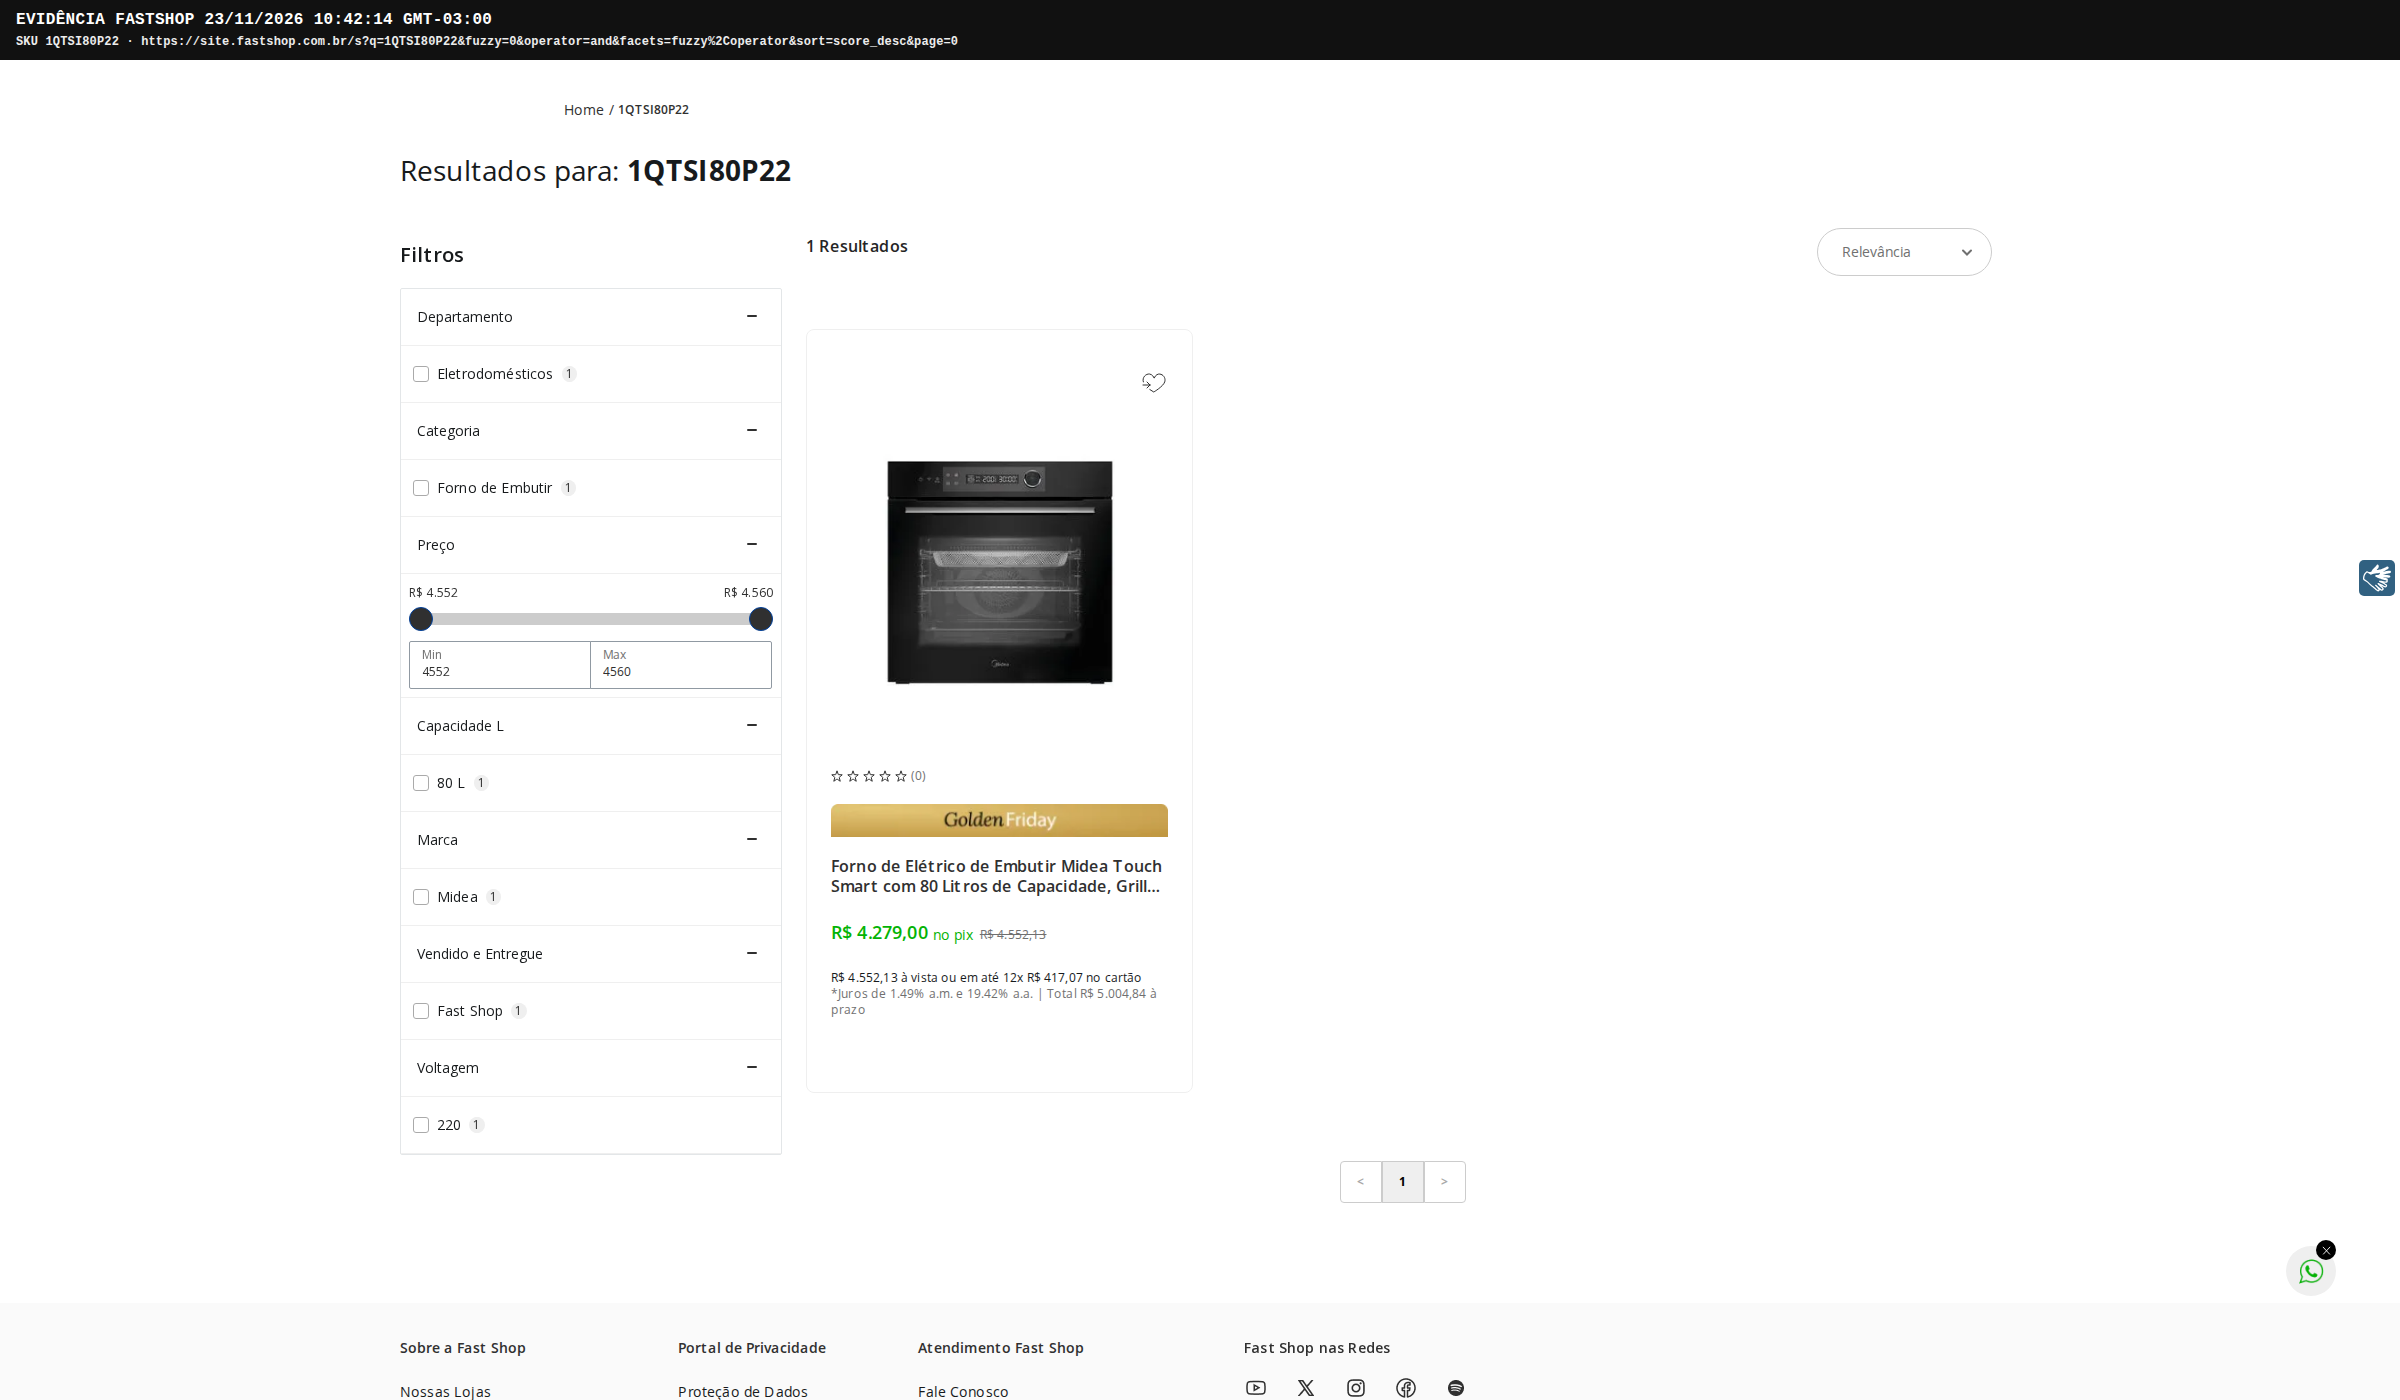 EVIDÊNCIA FASTSHOP 23/11/2026 10:42:14 GMT-03:00
SKU 1QTSI80P22 · https://site.fastshop.com.br/s?q=1QTSI80P22&fuzzy=0&operator=and&facets=fuzzy%2Coperator&sort=score_desc&page=0
Home / 1QTSI80P22
Resultados para: 1QTSI80P22
Filtros
1 Resultados
Relevância
Departamento
Eletrodomésticos 1
Categoria
Forno de Embutir 1
Preço
R$ 4.552 R$ 4.560
Min Max
4552 4560
Capacidade L
80 L 1
Marca
Midea 1
Vendido e Entregue
Fast Shop 1
Voltagem
220 1
Midea
(0)
Golden Friday
Forno de Elétrico de Embutir Midea Touch
Smart com 80 Litros de Capacidade, Grill...
R$ 4.279,00 no pix R$ 4.552,13
R$ 4.552,13 à vista ou em até 12x R$ 417,07 no cartão
*Juros de 1.49% a.m. e 19.42% a.a. | Total R$ 5.004,84 à
prazo
< 1 >
Sobre a Fast Shop
Portal de Privacidade
Atendimento Fast Shop
Fast Shop nas Redes
Nossas Lojas
Proteção de Dados
Fale Conosco